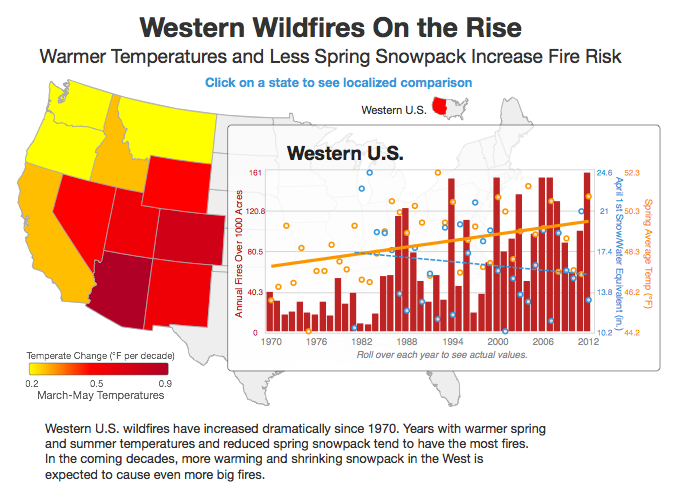 Western Wildfires On the Rise
Warmer Temperatures and Less Spring Snowpack Increase Fire Risk
Click on a state to see localized comparison
Western U.S.
Western U.S.
Annual Fires Over 1000 Acres
161
120.8
80.5
40.3
0
1970
1976
1982
1988
1994
2000
2006
2012
24.6
21
17.4
13.8
10.2
April 1st Snow/Water Equivalent (in.)
52.3
50.3
48.3
46.2
44.2
Spring Average Temp (°F)
Roll over each year to see actual values.
Temperate Change (°F per decade)
0.2 0.5 0.9
March-May Temperatures
Western U.S. wildfires have increased dramatically since 1970. Years with warmer spring
and summer temperatures and reduced spring snowpack tend to have the most fires.
In the coming decades, more warming and shrinking snowpack in the West is
expected to cause even more big fires.